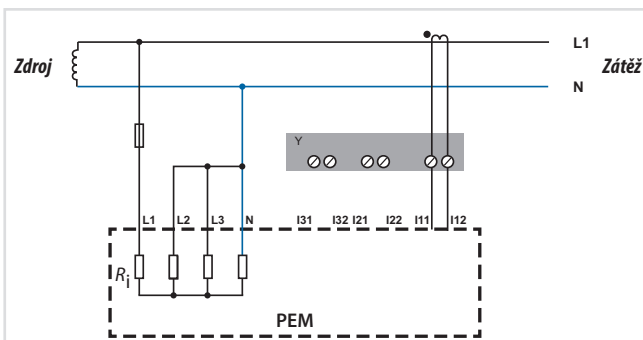 L1
Zdroj
Zátěž
N
Y
L1 L2 L3 N I31 I32 I21 I22 I11 I12
Ri
PEM